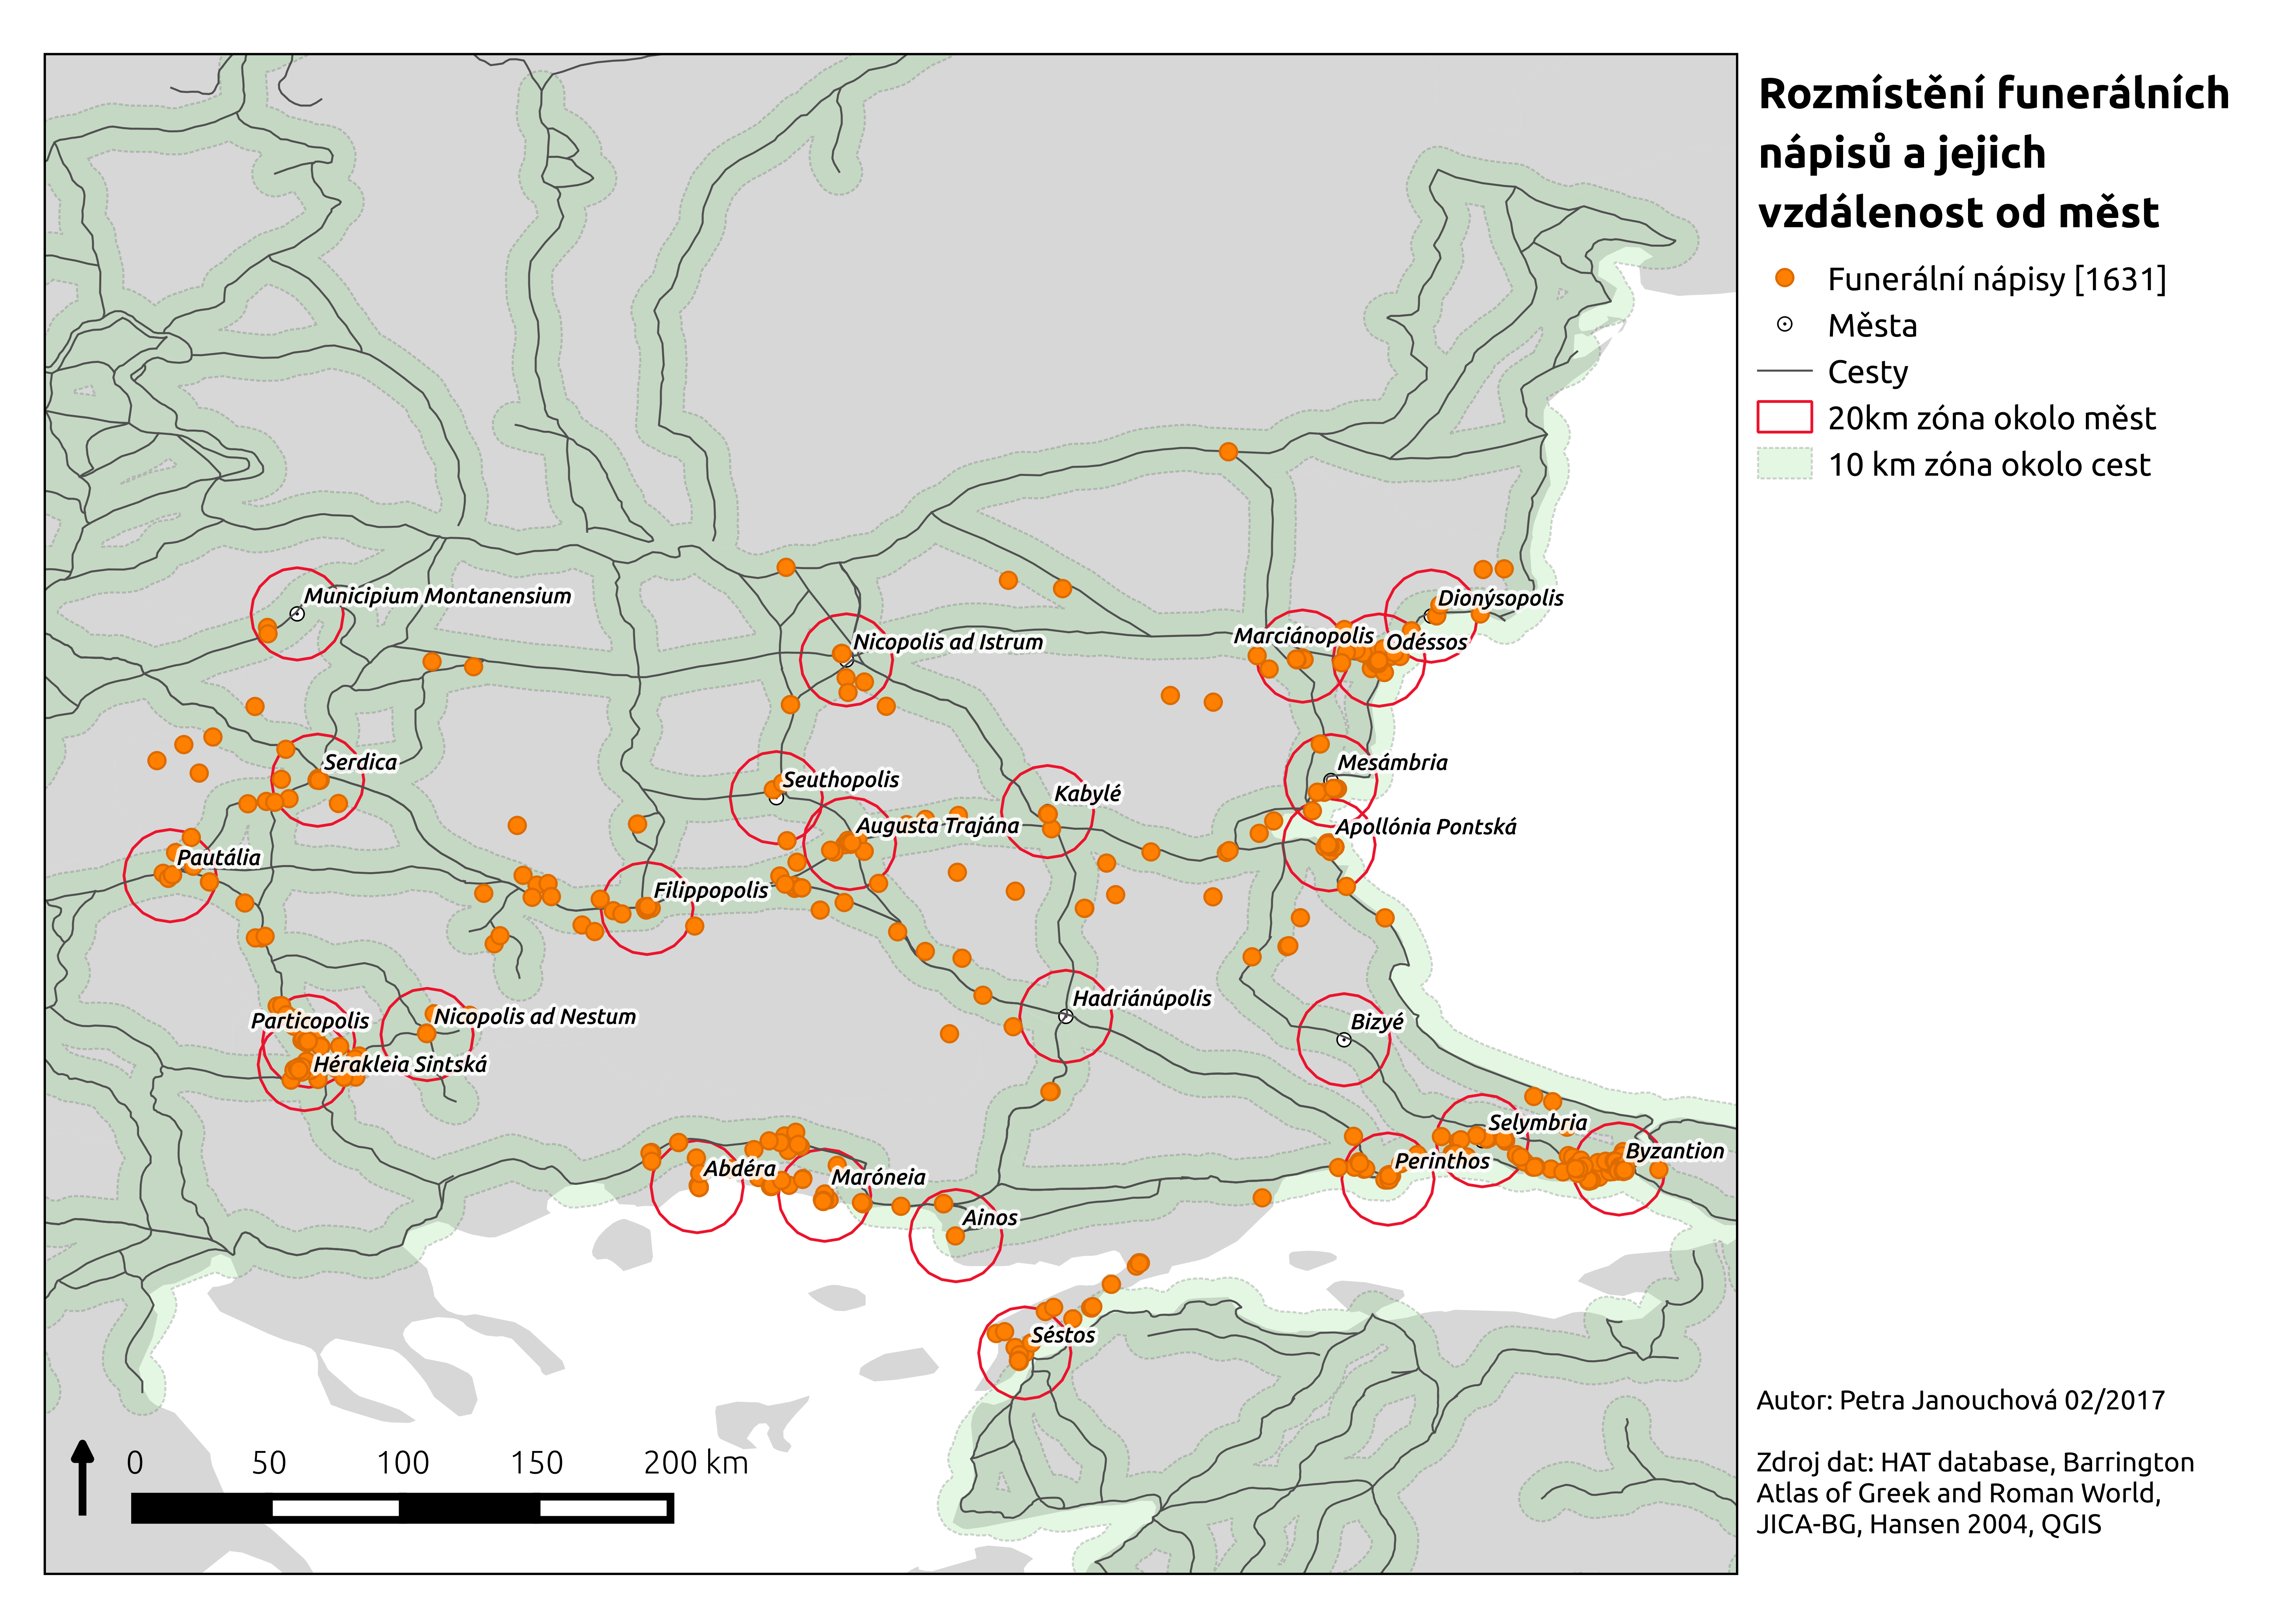 Rozmístění funerálních
nápisů a jejich
vzdálenost od měst
Funerální nápisy [1631]
Města
Cesty
20km zóna okolo měst
10 km zóna okolo cest
Municipium Montanensium
Dionýsopolis
Nicopolis ad Istrum
Marciánopolis
Odéssos
Serdica
Seuthopolis
Mesámbria
Kabylé
Augusta Trajána
Apollónia Pontská
Pautália
Filippopolis
Hadriánúpolis
Particopolis
Nicopolis ad Nestum
Bizyé
Hérakleia Sintská
Selymbria
Byzantion
Abdéra
Perinthos
Maróneia
Ainos
Séstos
0 50 100 150 200 km
Autor: Petra Janouchová 02/2017
Zdroj dat: HAT database, Barrington
Atlas of Greek and Roman World,
JICA-BG, Hansen 2004, QGIS